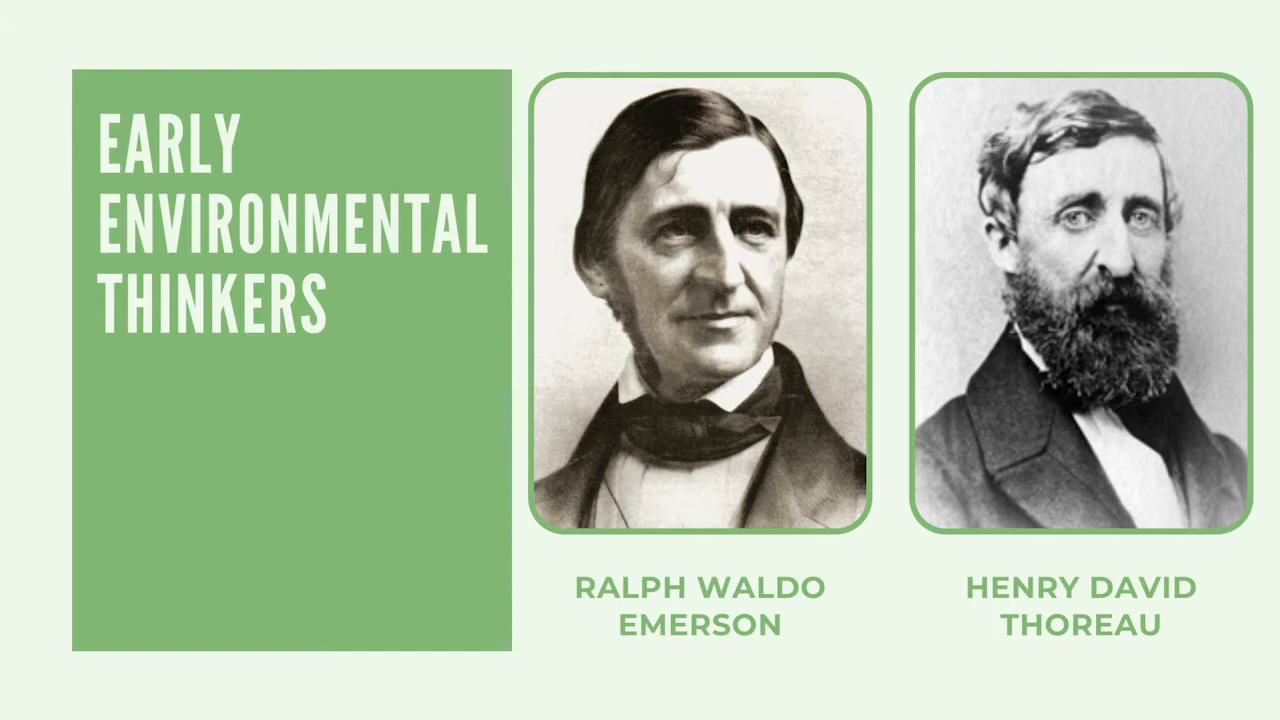 EARLY
ENVIRONMENTAL
THINKERS
RALPH WALDO
EMERSON
HENRY DAVID
THOREAU